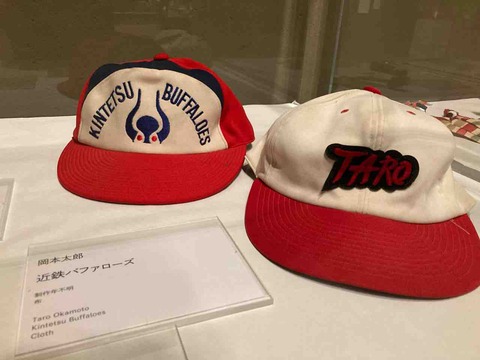 KINTETSU BUFFALOES
TARO
岡本太郎
近鉄バファローズ
制作年不明
布
Taro Okamoto
Kintetsu Buffaloes
Cloth